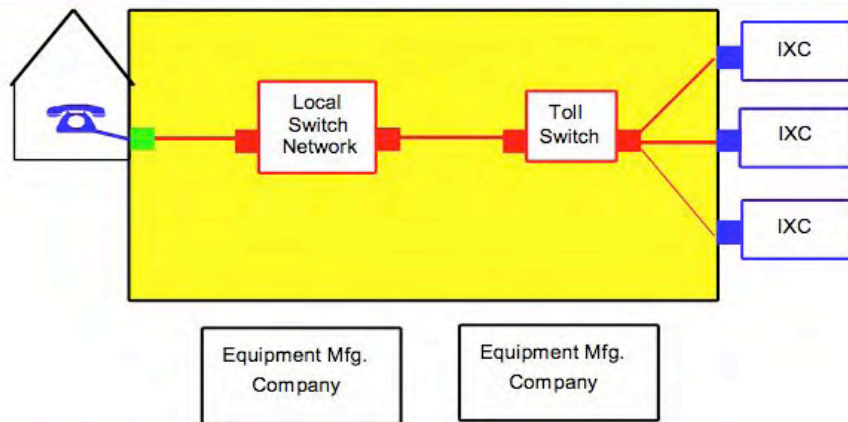 IXC
Local
Switch
Network
Toll
Switch
IXC
IXC
Equipment Mfg.
Company
Equipment Mfg.
Company